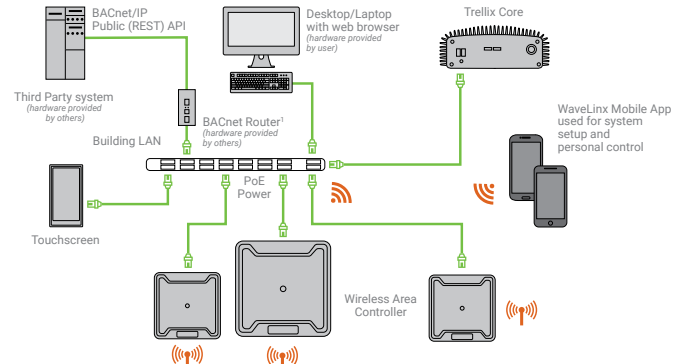 BACnet/IP
Public (REST) API
Desktop/Laptop
with web browser
(hardware provided
by user)
Trellix Core
Third Party system
(hardware provided
by others)
BACnet Router1
(hardware provided
by others)
Building LAN
WaveLinx Mobile App
used for system
setup and
personal control
PoE
Power
Touchscreen
Wireless Area
Controller